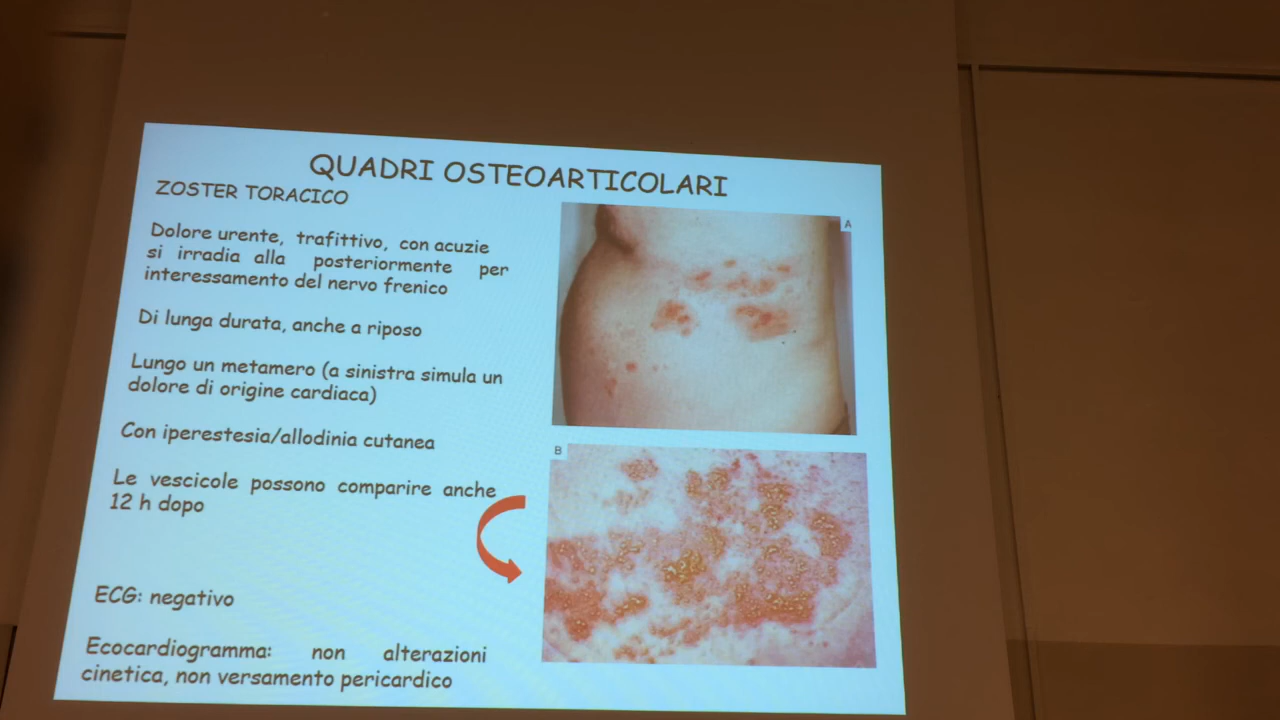 QUADRI OSTEOARTICOLARI
ZOSTER TORACICO
Dolore urente, trafittivo, con acuzie
si irradia alla posteriormente per
interessamento del nervo frenico
Di lunga durata, anche a riposo
Lungo un metamero (a sinistra simula un
dolore di origine cardiaca)
Con iperestesia/allodinia cutanea
Le vescicole possono comparire anche
12 h dopo
ECG: negativo
Ecocardiogramma: non alterazioni
cinetica, non versamento pericardico
A
B